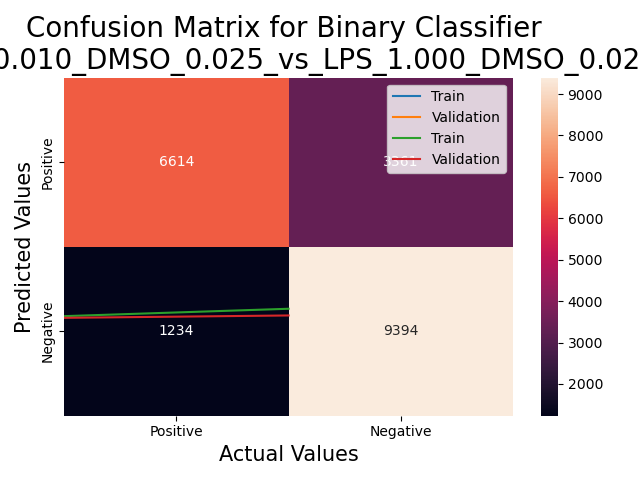 Confusion Matrix for Binary Classifier
0.010_DMSO_0.025_vs_LPS_1.000_DMSO_0.02
Train
Validation
Train
Validation
Predicted Values
Positive
Negative
6614
1234
9394
Positive
Negative
Actual Values
9000
8000
7000
6000
5000
4000
3000
2000